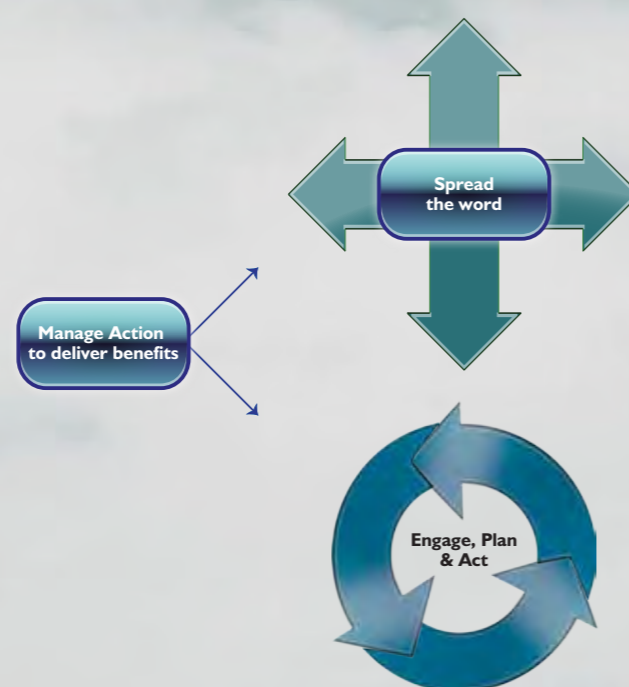 Spread
the word
Manage Action
to deliver benefits
Engage, Plan
& Act